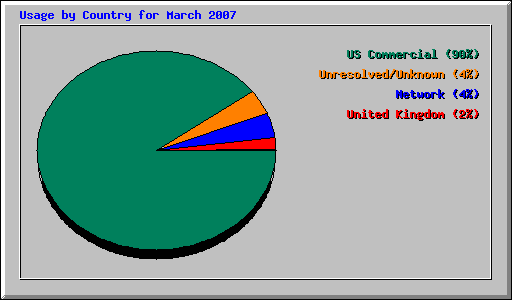 Usage by Country for March 2007
US Commercial (90%)
Unresolved/Unknown (4%)
Network (4%)
United Kingdom (2%)